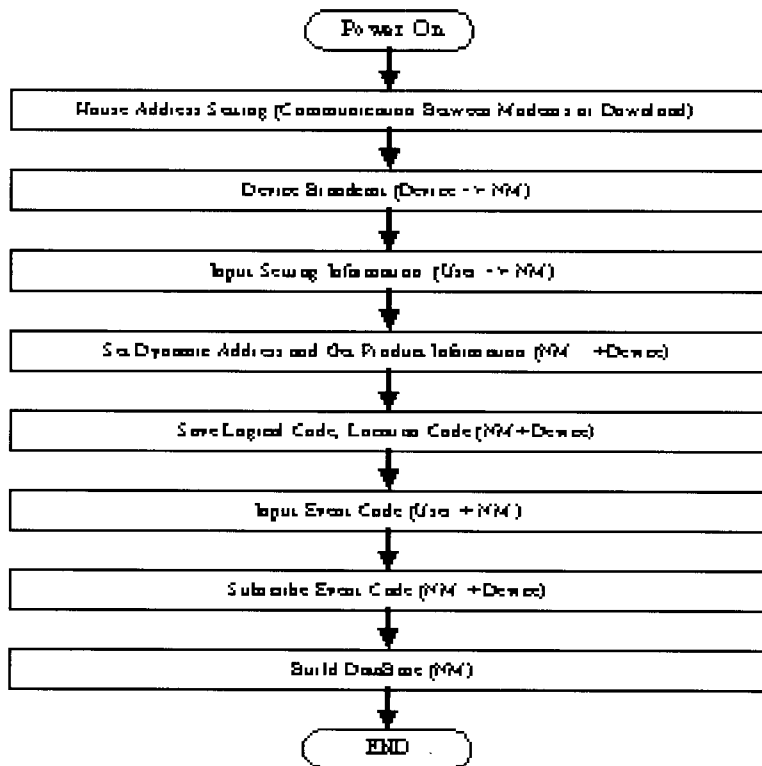 Power On
House Address Setting (Communication Between Modems or Download)
Device Broadcast (Device -> NM)
Input Setting Information (User -> NM)
Set Dynamic Address and Get Product Information (NM +Device)
Save Logical Code, Location Code (NM+Device)
Input Event Code (User + NM)
Subscribe Event Code (NM +Device)
Build DataBase (NM)
END